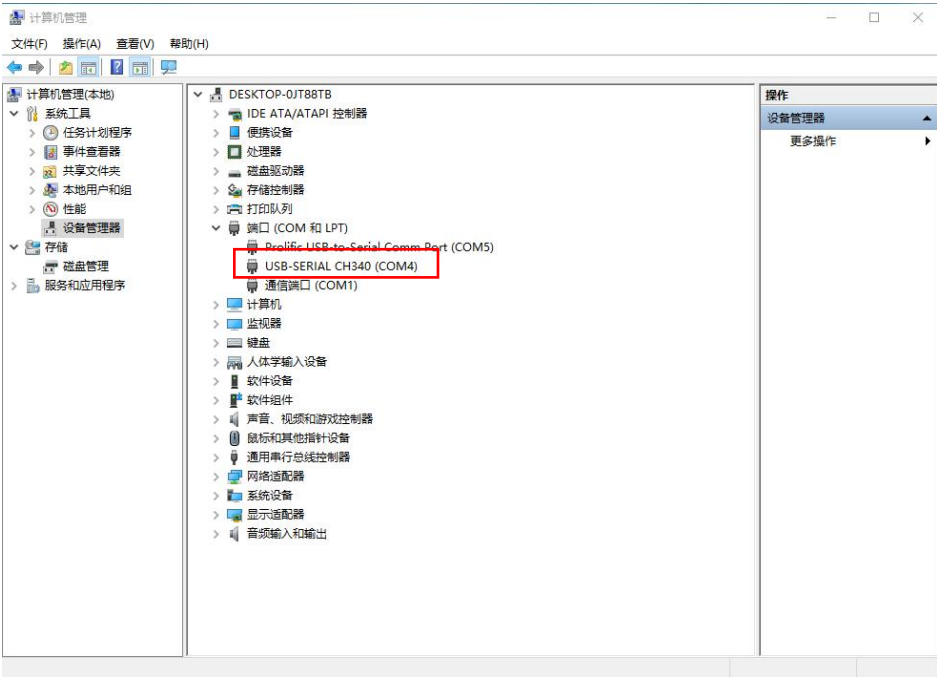 计算机管理
文件(F) 操作(A) 查看(V) 帮助(H)
计算机管理(本地)
系统工具
任务计划程序
事件查看器
共享文件夹
本地用户和组
性能
设备管理器
存储
磁盘管理
服务和应用程序
DESKTOP-0JT88TB
IDE ATA/ATAPI 控制器
便携设备
处理器
磁盘驱动器
存储控制器
打印队列
端口 (COM 和 LPT)
Prolific USB-to-Serial Comm Port (COM5)
USB-SERIAL CH340 (COM4)
通信端口 (COM1)
计算机
监视器
键盘
人体学输入设备
软件设备
软件组件
声音、视频和游戏控制器
鼠标和其他指针设备
通用串行总线控制器
网络适配器
系统设备
显示适配器
音频输入和输出
操作
设备管理器
更多操作